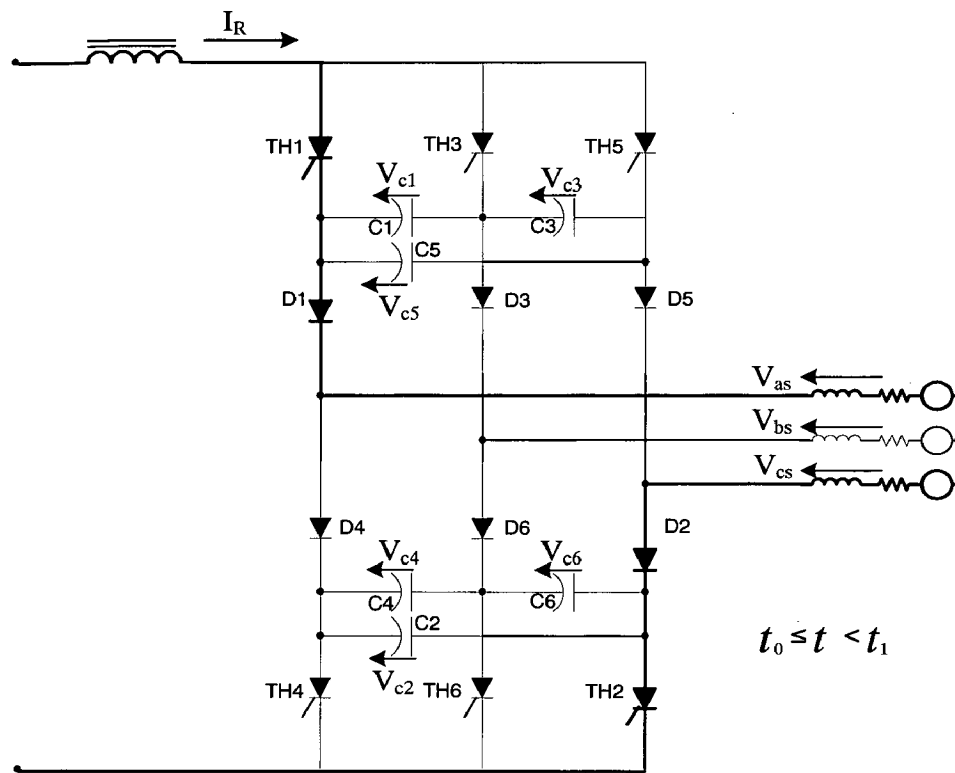 I_R
TH1
TH3
TH5
V_c1
V_c3
C1
C3
C5
D1
V_c5
D3
D5
V_as
V_bs
V_cs
D4
D6
D2
V_c4
V_c6
C4
C6
C2
t_0 ≤ t < t_1
V_c2
TH4
TH6
TH2